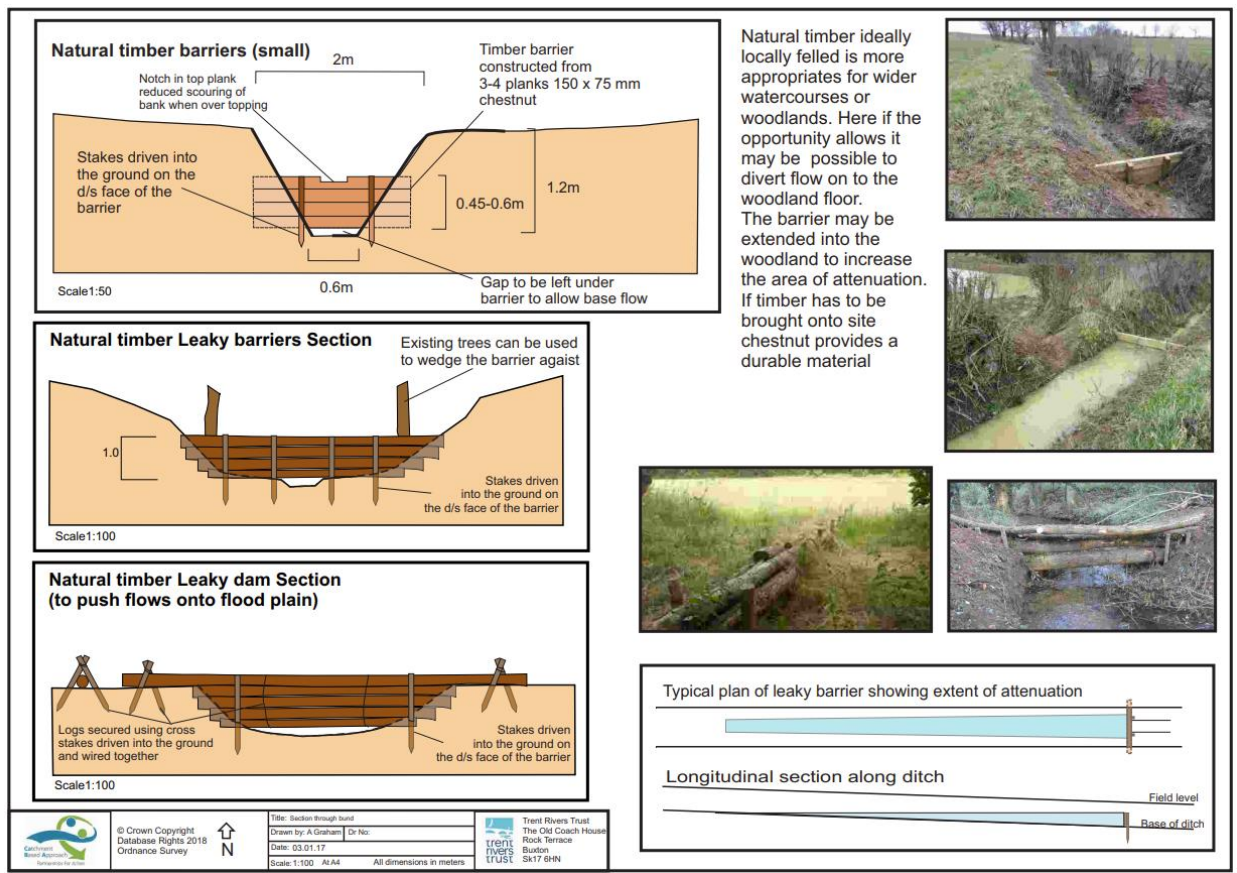 Natural timber barriers (small)
2m
Notch in top plank
reduced scouring of
bank when over topping
Timber barrier
constructed from
3-4 planks 150 x 75 mm
chestnut
Stakes driven into
the ground on the
d/s face of the
barrier
1.2m
0.45-0.6m
0.6m
Gap to be left under
barrier to allow base flow
Scale1:50
Natural timber ideally
locally felled is more
appropriates for wider
watercourses or
woodlands. Here if the
opportunity allows it
may be possible to
divert flow on to the
woodland floor.
The barrier may be
extended into the
woodland to increase
the area of attenuation.
If timber has to be
brought onto site
chestnut provides a
durable material
Natural timber Leaky barriers Section
Existing trees can be used
to wedge the barrier agaist
1.0
Stakes driven
into the ground on
the d/s face of the barrier
Scale1:100
Natural timber Leaky dam Section
(to push flows onto flood plain)
Logs secured using cross
stakes driven into the ground
and wired together
Stakes driven
into the ground on
the d/s face of the barrier
Scale1:100
Typical plan of leaky barrier showing extent of attenuation
Longitudinal section along ditch
Field level
Base of ditch
Catchment
Based Approach
© Crown Copyright
Database Rights 2018
Ordnance Survey
N
Title: Section through bund
Drawn by: A Graham Dr No:
Date: 03.01.17
Scale: 1:100 At A4 All dimensions in meters
trent
rivers
trust
Trent Rivers Trust
The Old Coach House
Rock Terrace
Buxton
Sk17 6HN